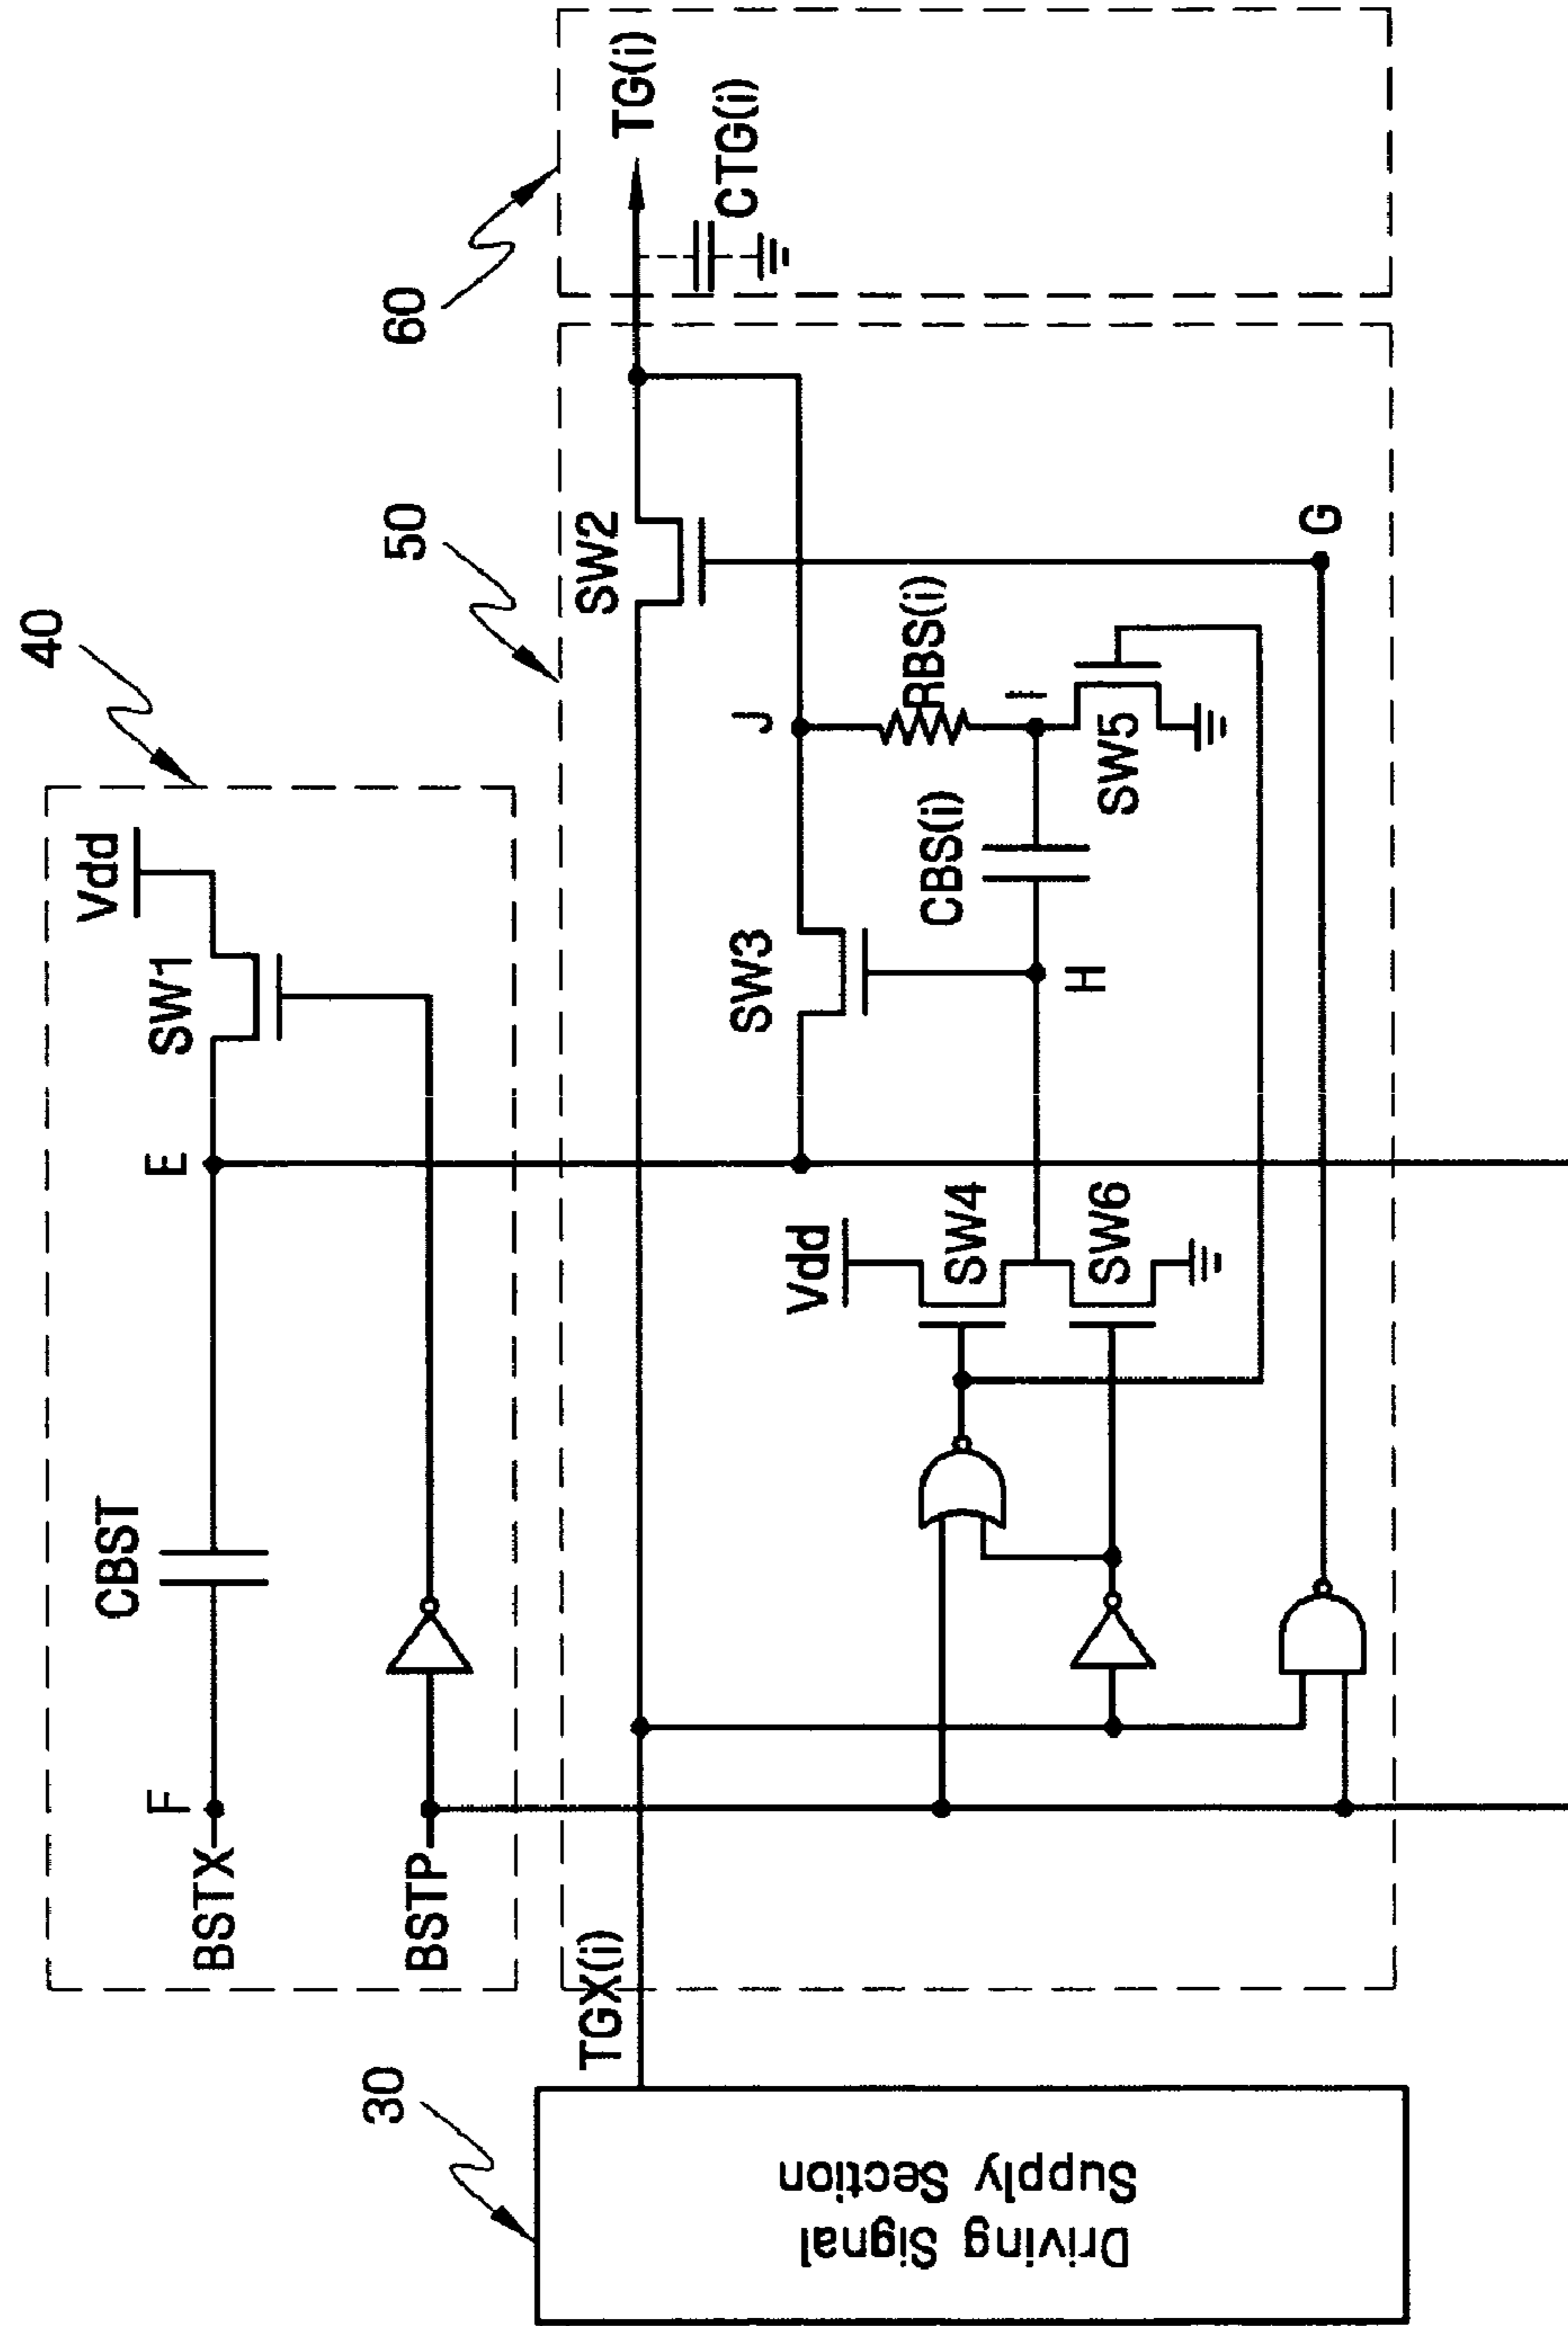 40
CBST
E
SW1
Vdd
F
BSTX
BSTP
30
Driving Signal
Supply Section
TGX(i)
50
60
SW2
TG(i)
CTG(i)
SW3
J
Vdd
SW4
SW6
H
CBS(i)
RBS(i)
I
SW5
G